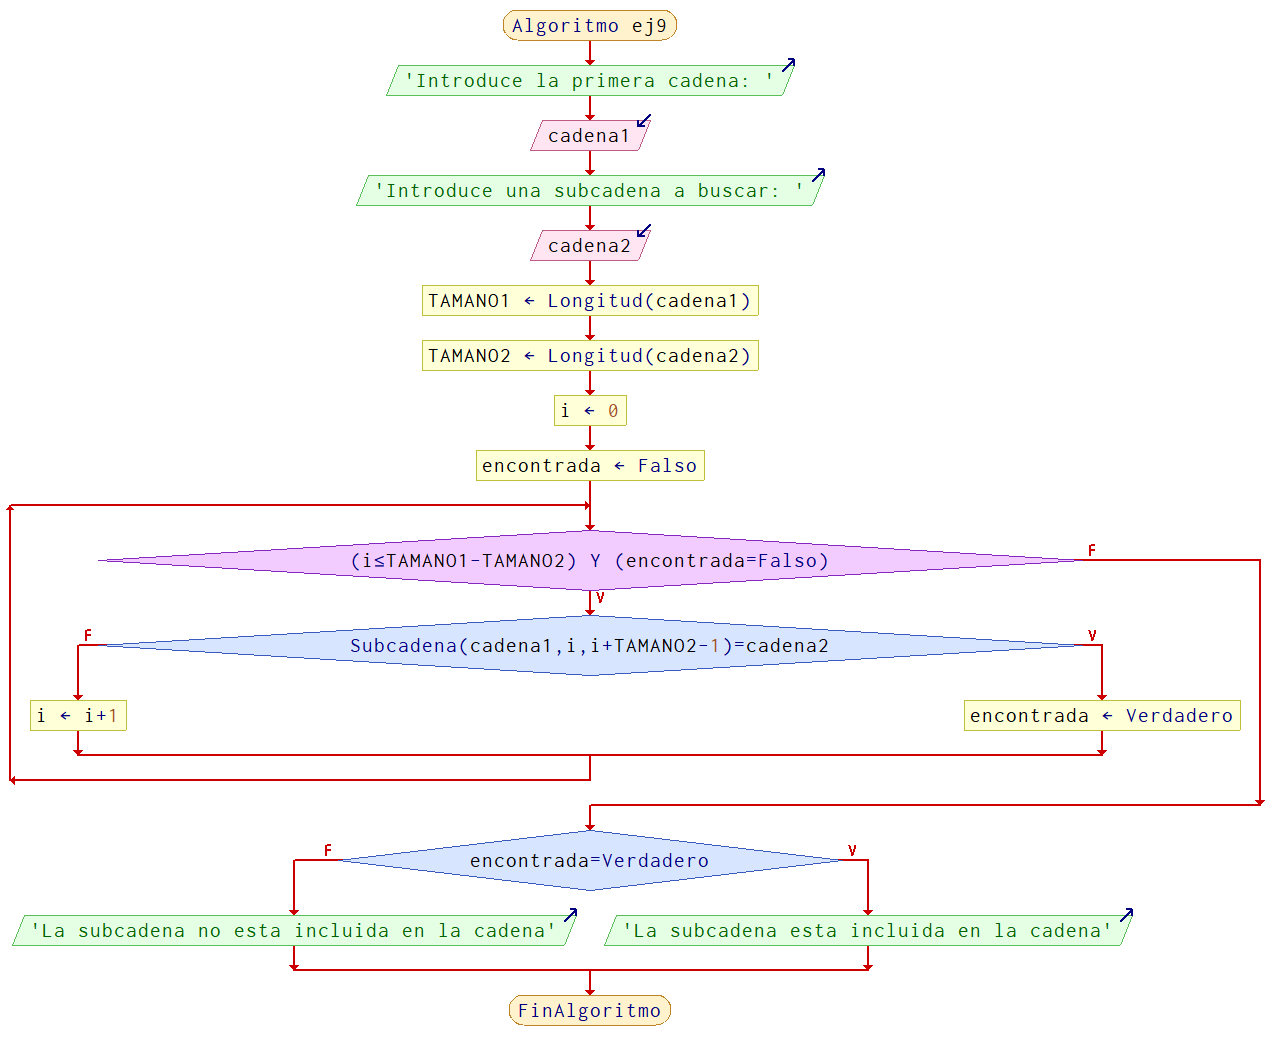 Algoritmo ej9
'Introduce la primera cadena: '
cadena1
'Introduce una subcadena a buscar: '
cadena2
TAMANO1 ← Longitud(cadena1)
TAMANO2 ← Longitud(cadena2)
i ← 0
encontrada ← Falso
(i≤TAMANO1-TAMANO2) Y (encontrada=Falso)
F
V
Subcadena(cadena1,i,i+TAMANO2-1)=cadena2
F
V
i ← i+1
encontrada ← Verdadero
encontrada=Verdadero
F
V
'La subcadena no esta incluida en la cadena'
'La subcadena esta incluida en la cadena'
FinAlgoritmo